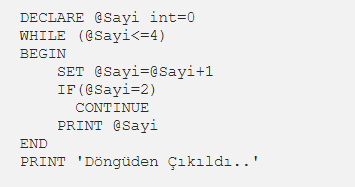 DECLARE @Sayi int=0
WHILE (@Sayi<=4)
BEGIN
    SET @Sayi=@Sayi+1
    IF(@Sayi=2)
      CONTINUE
    PRINT @Sayi
END
PRINT 'Döngüden Çıkıldı..'